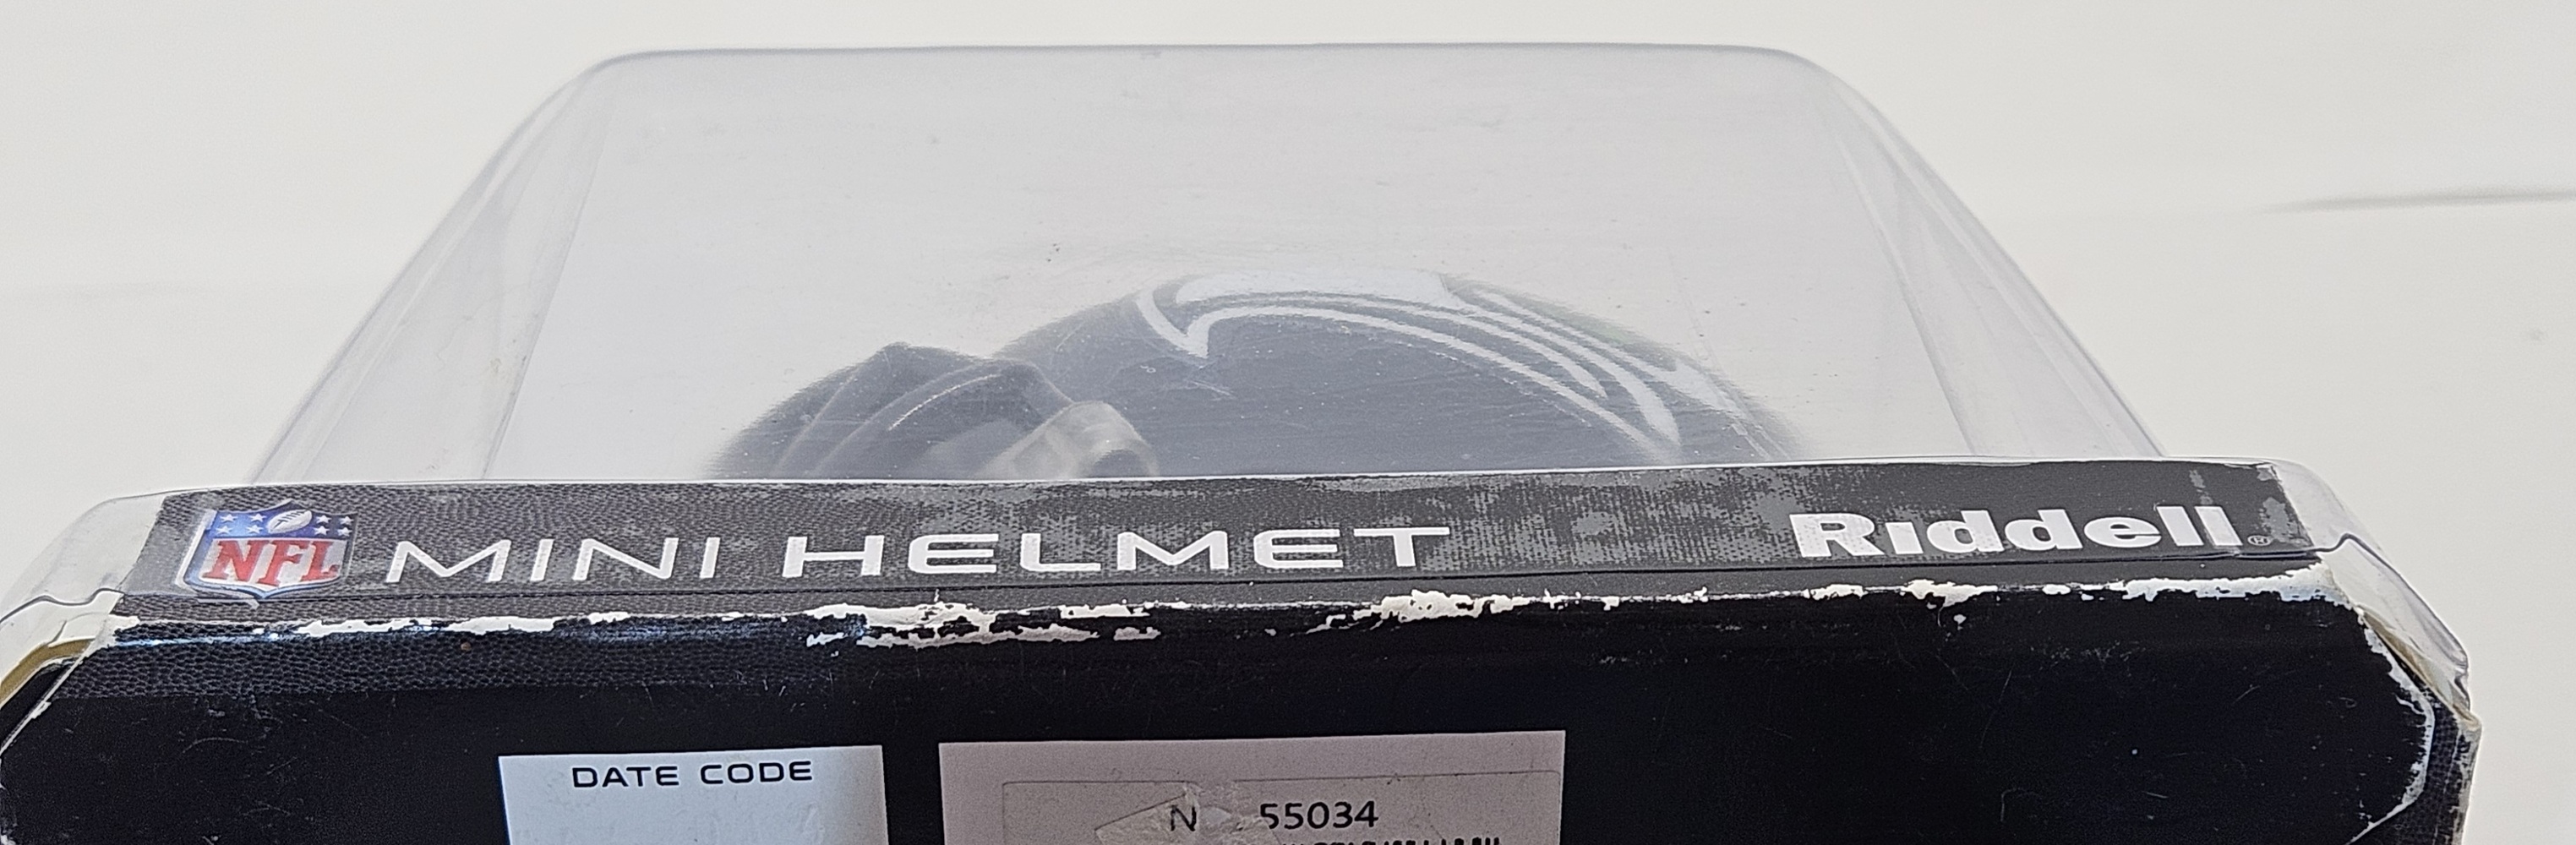 NFL MINI HELMET Riddell®
DATE CODE
N 55034